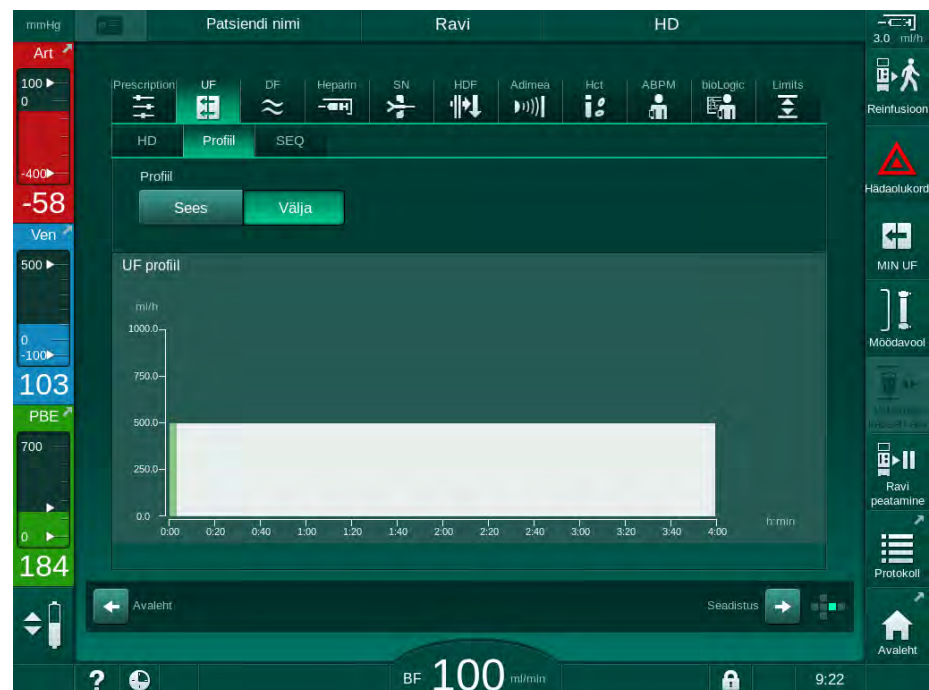 mmHg
Patsiendi nimi
Ravi
HD
3.0 ml/h
Art
100
0
-400
-58
Ven
500
0
-100
103
PBE
700
0
184
Prescription
UF
DF
Heparin
SN
HDF
Adimea
Hct
ABPM
bioLogic
Limits
HD
Profiil
SEQ
Profiil
Sees
Välja
UF profiil
ml/h
1000.0
750.0
500.0
250.0
0.0
0:00 0:20 0:40 1:00 1:20 1:40 2:00 2:20 2:40 3:00 3:20 3:40 4:00
h:min
Avaleht
Seadistus
Reinfusioon
Hädaolukord
MIN UF
Möödavool
Ravi
peatamine
Protokoll
Avaleht
?
BF 100 ml/min
9:22